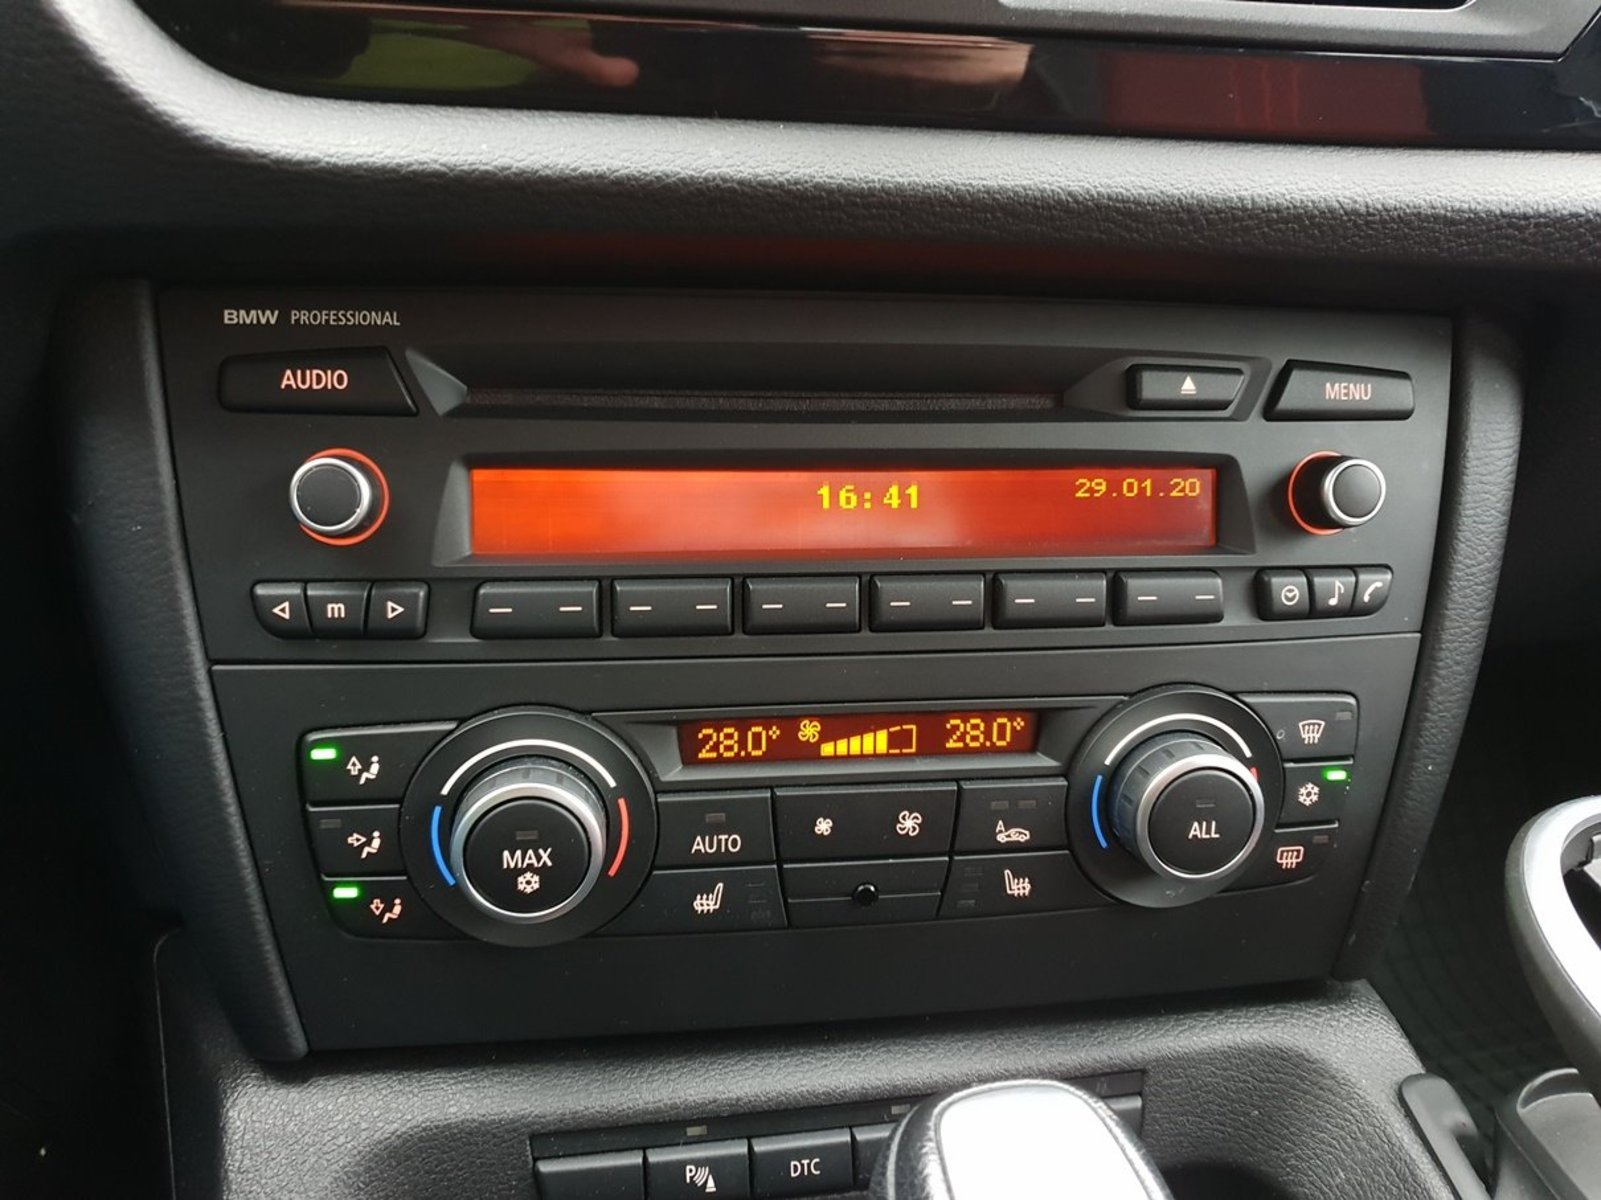 BMW PROFESSIONAL
AUDIO
MENU
16:41
29.01.20
m
28.0°
28.0°
MAX
AUTO
A
ALL
P
DTC